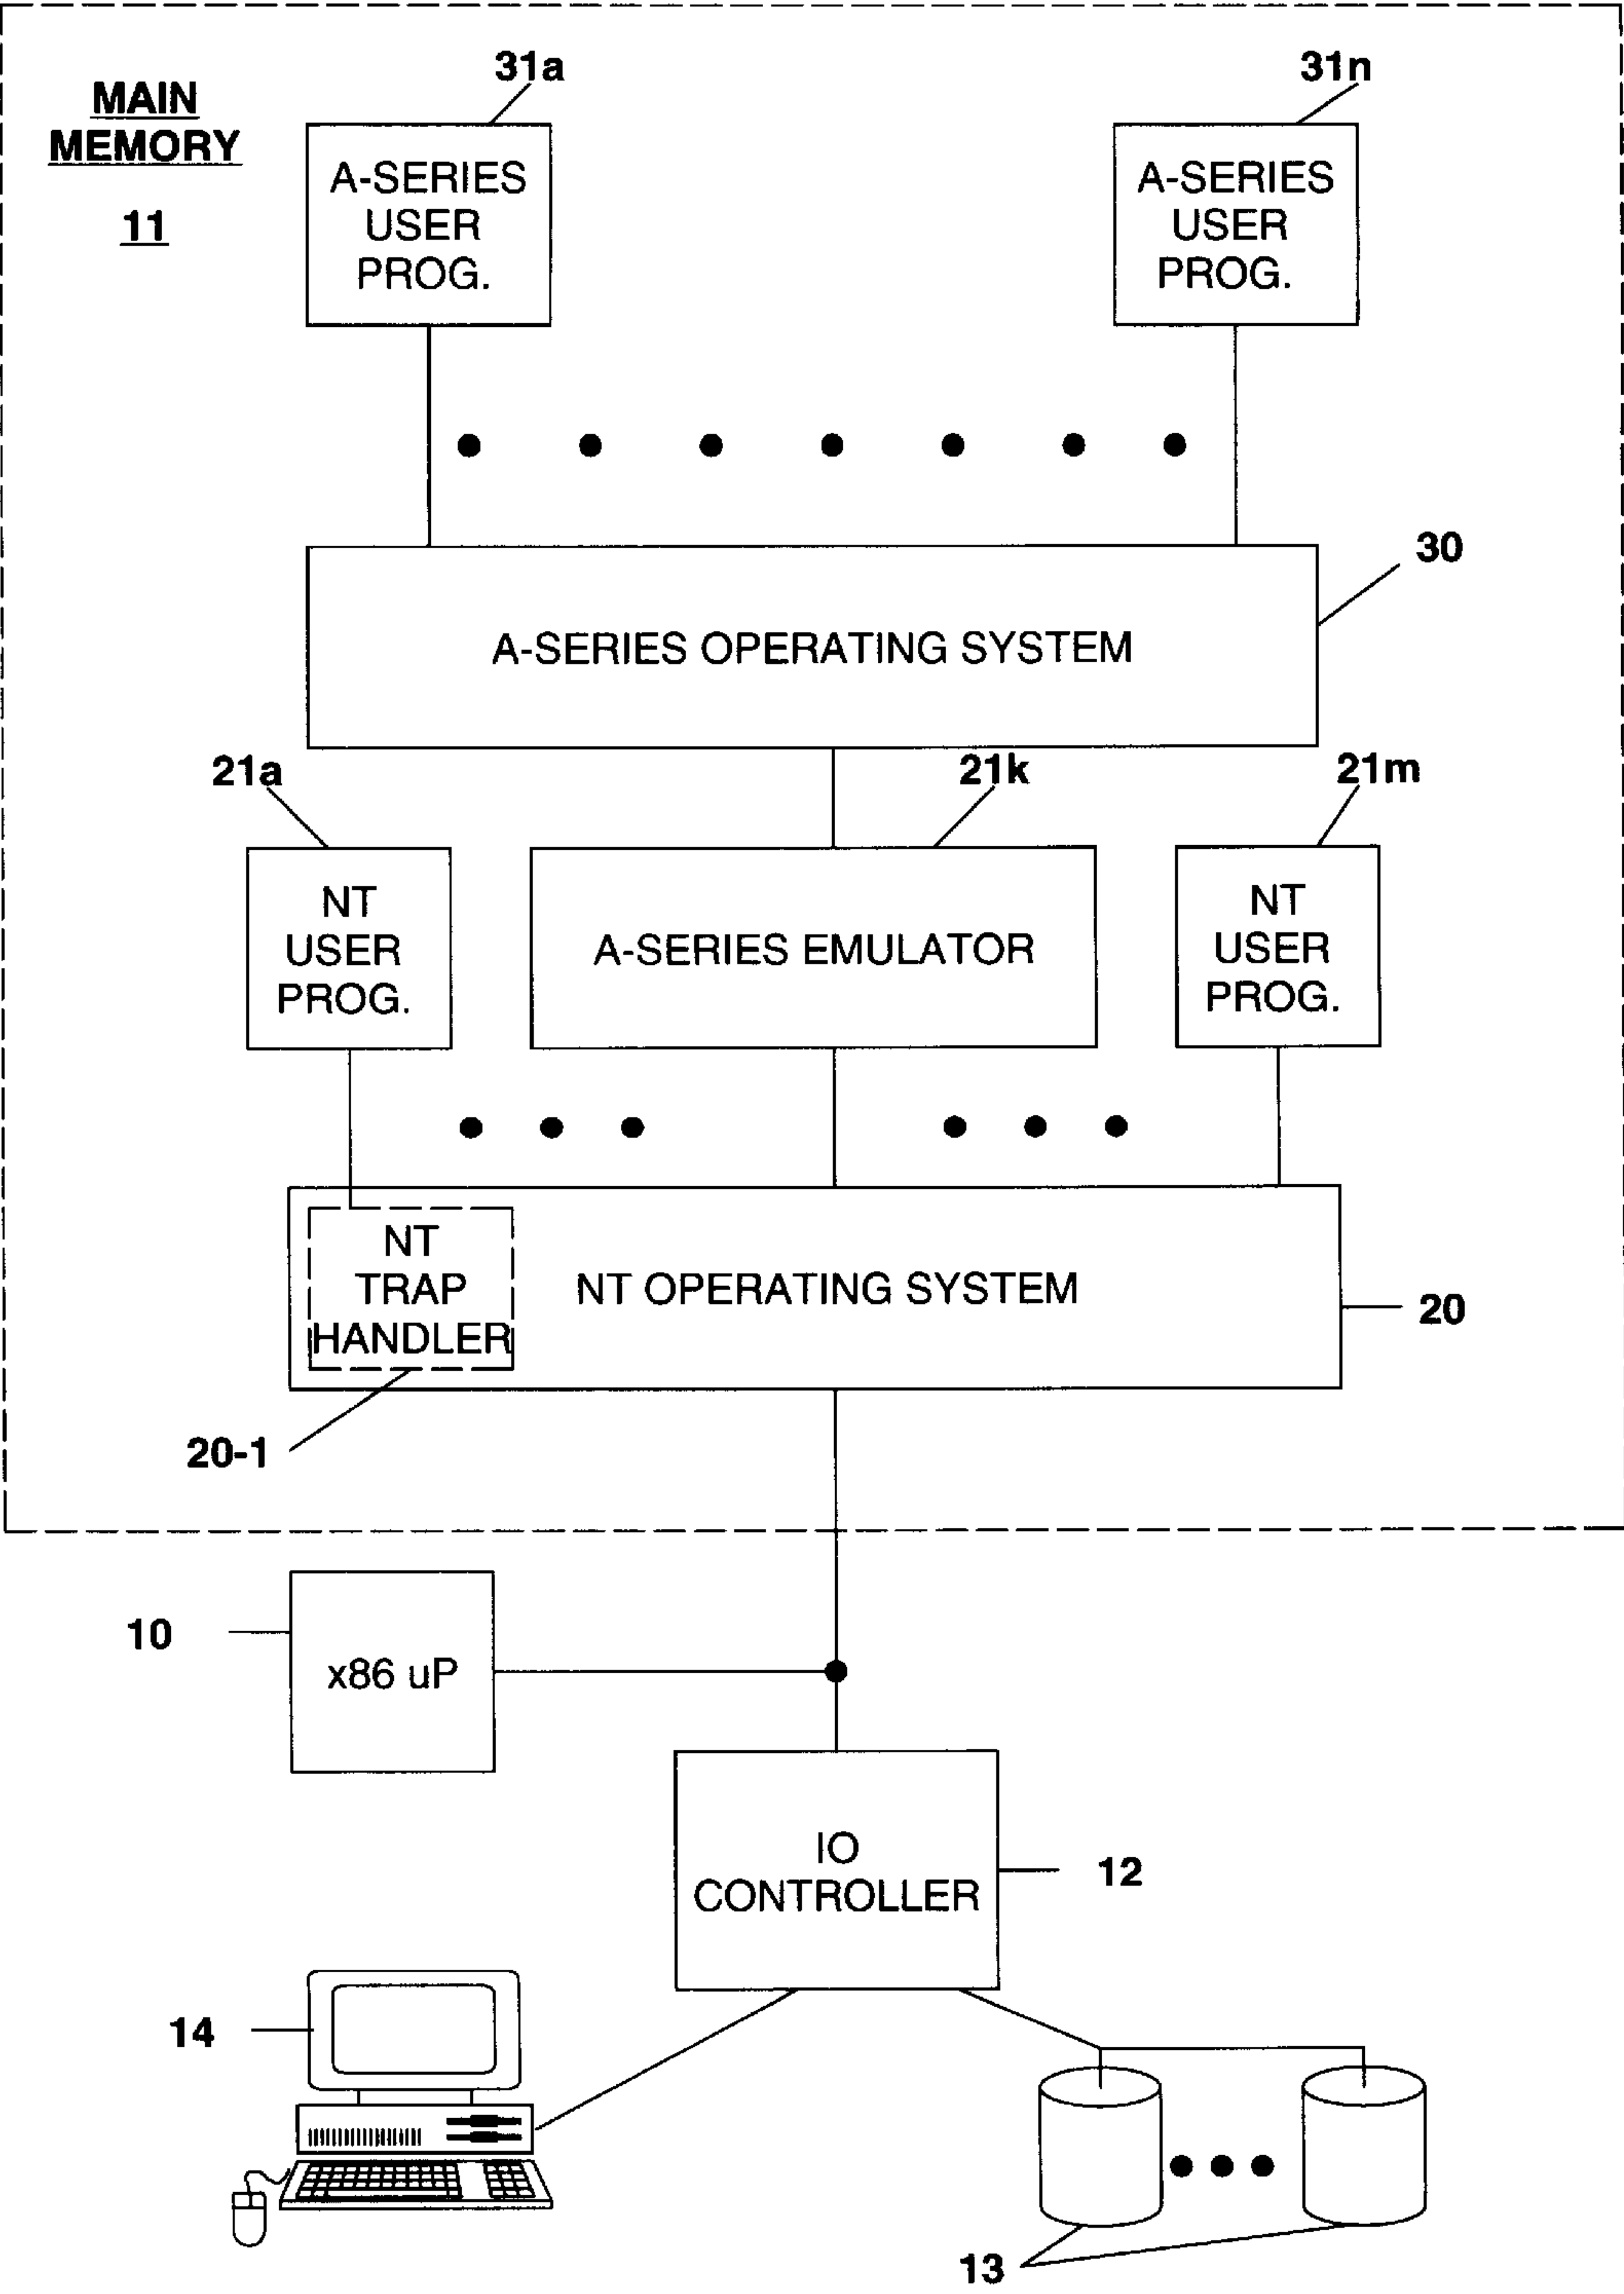 31a
31n
MAIN
MEMORY
11
A-SERIES
USER
PROG.
A-SERIES
USER
PROG.
30
A-SERIES OPERATING SYSTEM
21a
21k
21m
NT
USER
PROG.
A-SERIES EMULATOR
NT
USER
PROG.
NT
TRAP
HANDLER
NT OPERATING SYSTEM
20
20-1
10
x86 uP
IO
CONTROLLER
12
14
13